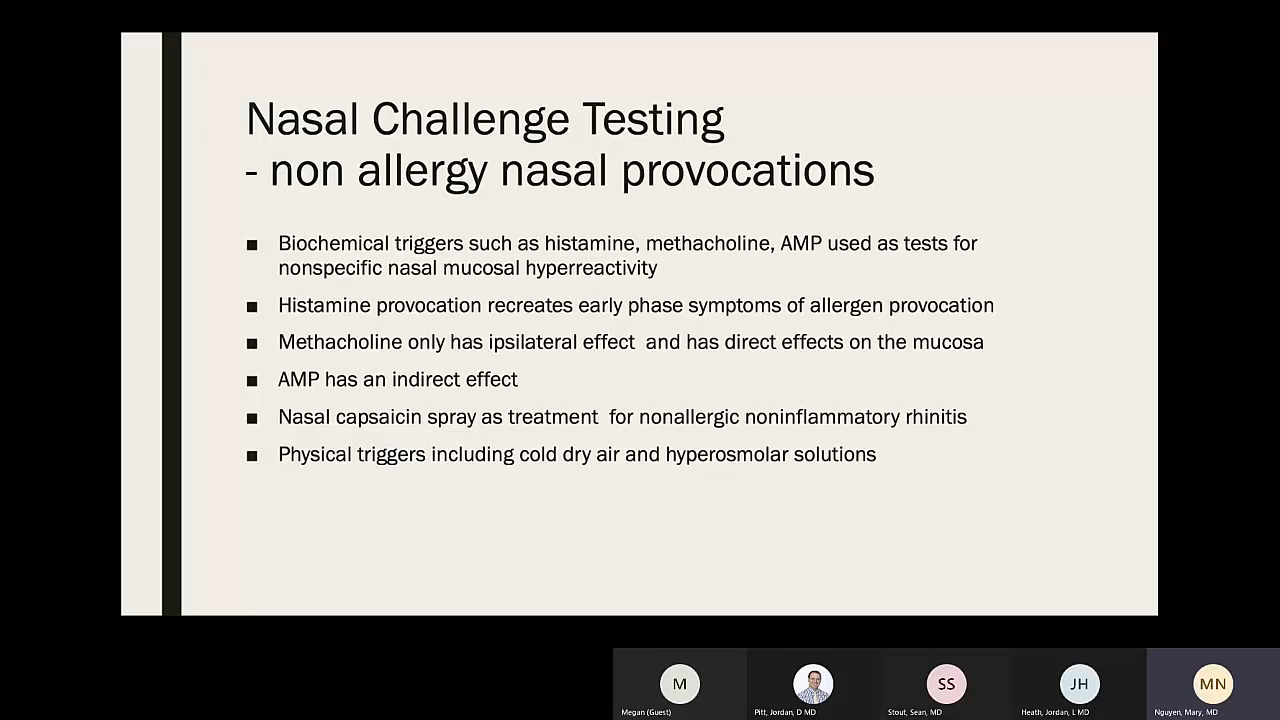 Nasal Challenge Testing
- non allergy nasal provocations
■ Biochemical triggers such as histamine, methacholine, AMP used as tests for
nonspecific nasal mucosal hyperreactivity
■ Histamine provocation recreates early phase symptoms of allergen provocation
■ Methacholine only has ipsilateral effect  and has direct effects on the mucosa
■ AMP has an indirect effect
■ Nasal capsaicin spray as treatment  for nonallergic noninflammatory rhinitis
■ Physical triggers including cold dry air and hyperosmolar solutions
M
SS
JH
MN
Megan (Guest)
Pitt, Jordan, D MD
Stout, Sean, MD
Heath, Jordan, L MD
Nguyen, Mary, MD